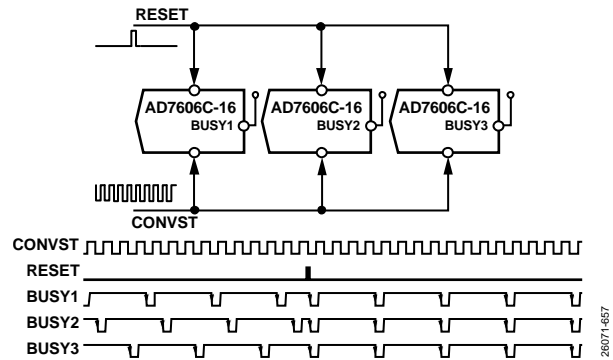 RESET
AD7606C-16 AD7606C-16 AD7606C-16
BUSY1 BUSY2 BUSY3
CONVST
CONVST
RESET
BUSY1
BUSY2
BUSY3
26071-657